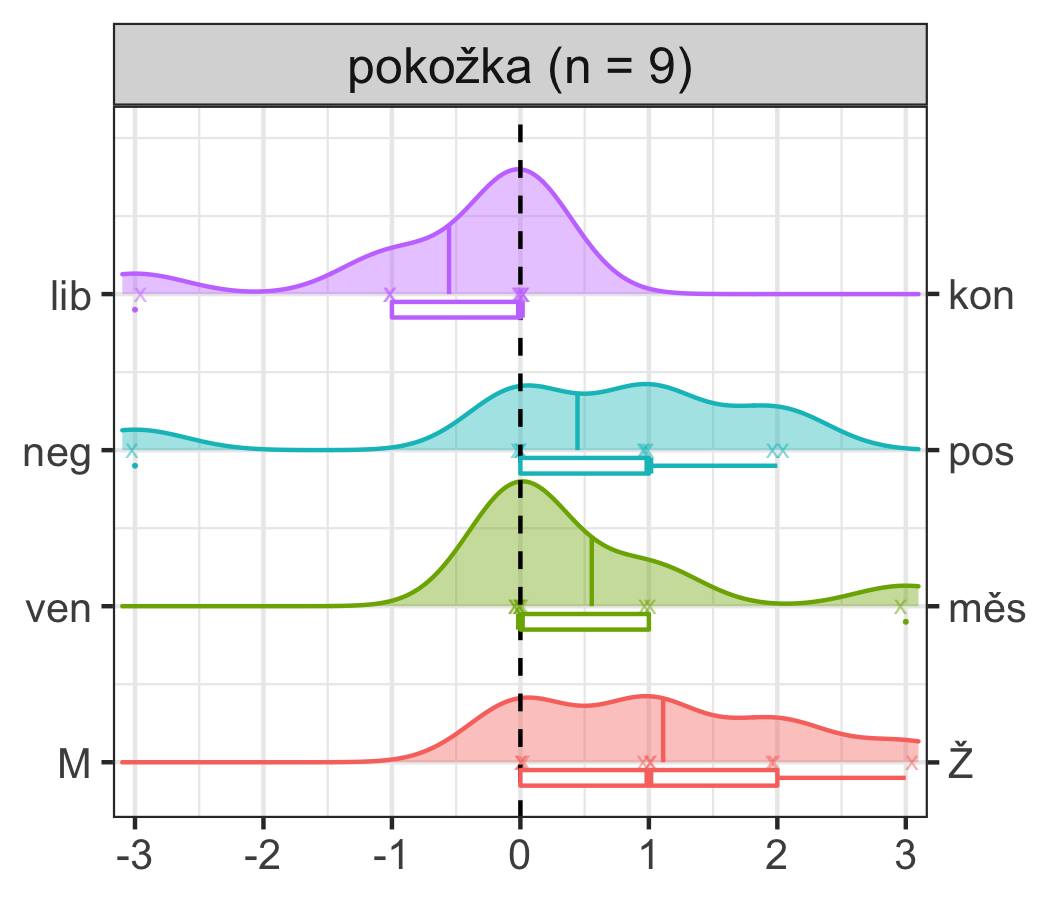 pokožka (n = 9)
lib kon
neg pos
ven měs
M Ž
-3 -2 -1 0 1 2 3